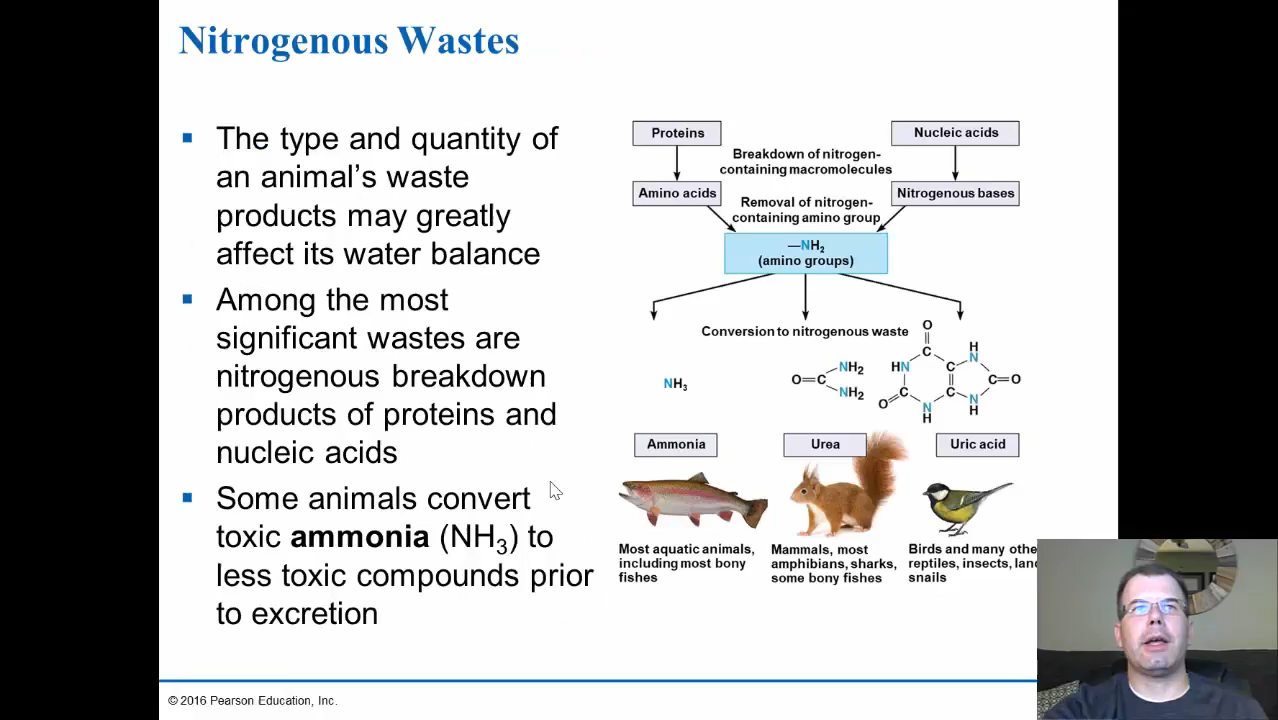 Nitrogenous Wastes
▪ The type and quantity of
an animal’s waste
products may greatly
affect its water balance
▪ Among the most
significant wastes are
nitrogenous breakdown
products of proteins and
nucleic acids
▪ Some animals convert
toxic ammonia (NH₃) to
less toxic compounds prior
to excretion
Proteins
Nucleic acids
Breakdown of nitrogen-
containing macromolecules
Amino acids
Nitrogenous bases
Removal of nitrogen-
containing amino group
—NH₂
(amino groups)
Conversion to nitrogenous waste
NH₃
NH₂
O=C
NH₂
O
C
H
N
HN
C
C=O
C
C
O
N
H
N
H
Ammonia
Urea
Uric acid
Most aquatic animals,
including most bony
fishes
Mammals, most
amphibians, sharks,
some bony fishes
Birds and many othe
reptiles, insects, lan
snails
© 2016 Pearson Education, Inc.